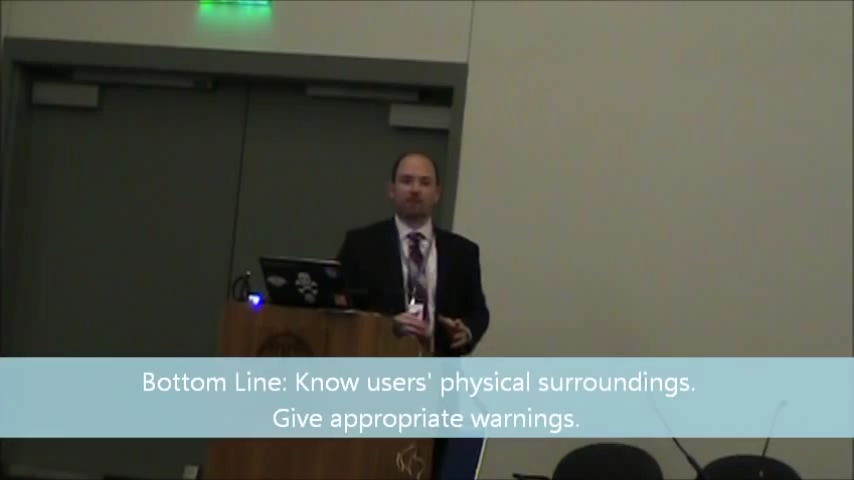 Bottom Line: Know users' physical surroundings.
Give appropriate warnings.